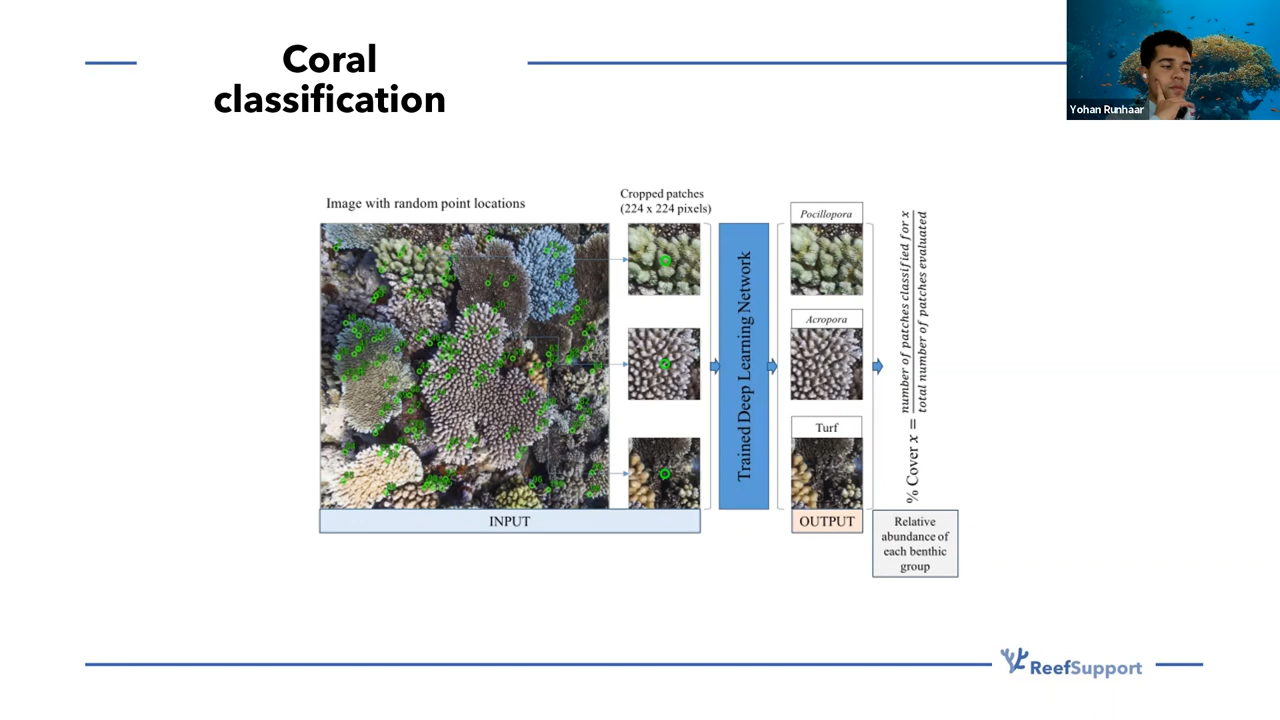 Coral
classification
Yohan Runhaar
Image with random point locations
Cropped patches
(224 x 224 pixels)
Trained Deep Learning Network
Pocillopora
Acropora
Turf
% Cover x = number of patches classified for x
total number of patches evaluated
INPUT
OUTPUT
Relative
abundance of
each benthic
group
ReefSupport